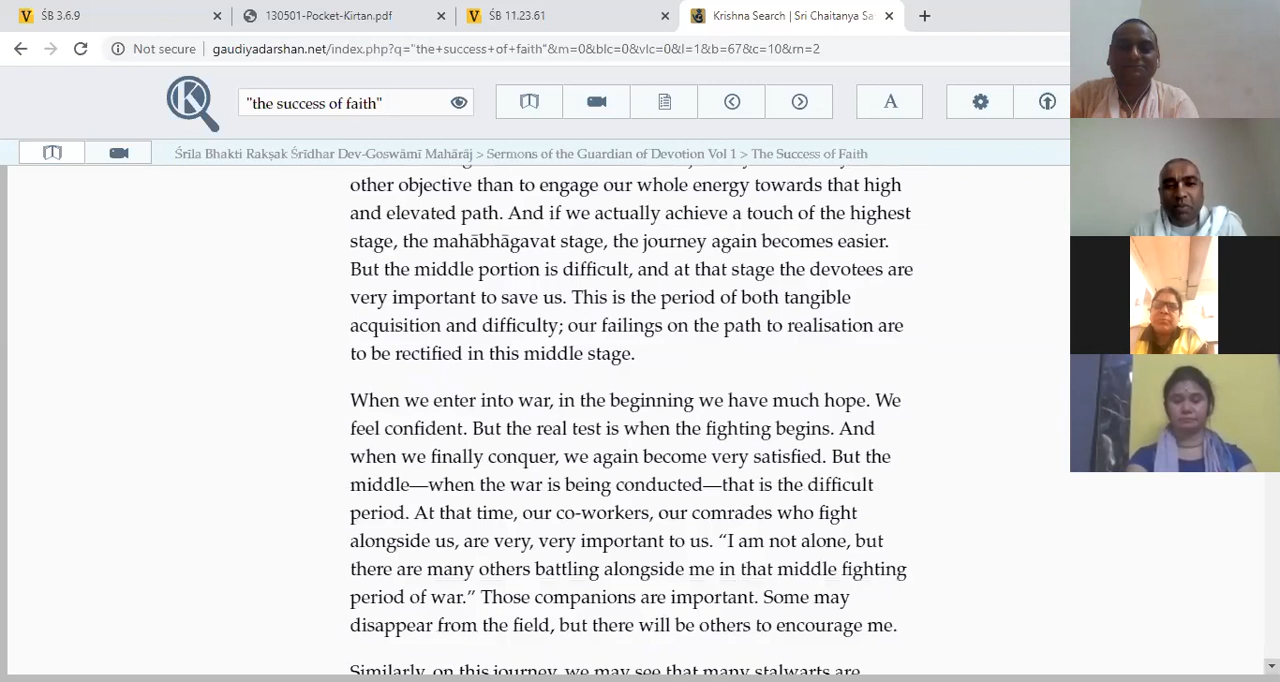 ŚB 3.6.9
130501-Pocket-Kirtan.pdf
ŚB 11.23.61
Krishna Search | Sri Chaitanya Sa
Not secure | gaudiyadarshan.net/index.php?q="the+success+of+faith"&m=0&blc=0&vlc=0&l=1&b=67&c=10&rn=2
K
"the success of faith"
A
Śrīla Bhakti Rakṣak Śrīdhar Dev-Goswāmī Mahārāj > Sermons of the Guardian of Devotion Vol 1 > The Success of Faith
other objective than to engage our whole energy towards that high
and elevated path. And if we actually achieve a touch of the highest
stage, the mahābhāgavat stage, the journey again becomes easier.
But the middle portion is difficult, and at that stage the devotees are
very important to save us. This is the period of both tangible
acquisition and difficulty; our failings on the path to realisation are
to be rectified in this middle stage.
When we enter into war, in the beginning we have much hope. We
feel confident. But the real test is when the fighting begins. And
when we finally conquer, we again become very satisfied. But the
middle—when the war is being conducted—that is the difficult
period. At that time, our co-workers, our comrades who fight
alongside us, are very, very important to us. “I am not alone, but
there are many others battling alongside me in that middle fighting
period of war.” Those companions are important. Some may
disappear from the field, but there will be others to encourage me.
Similarly, on this journey, we may see that many stalwarts are